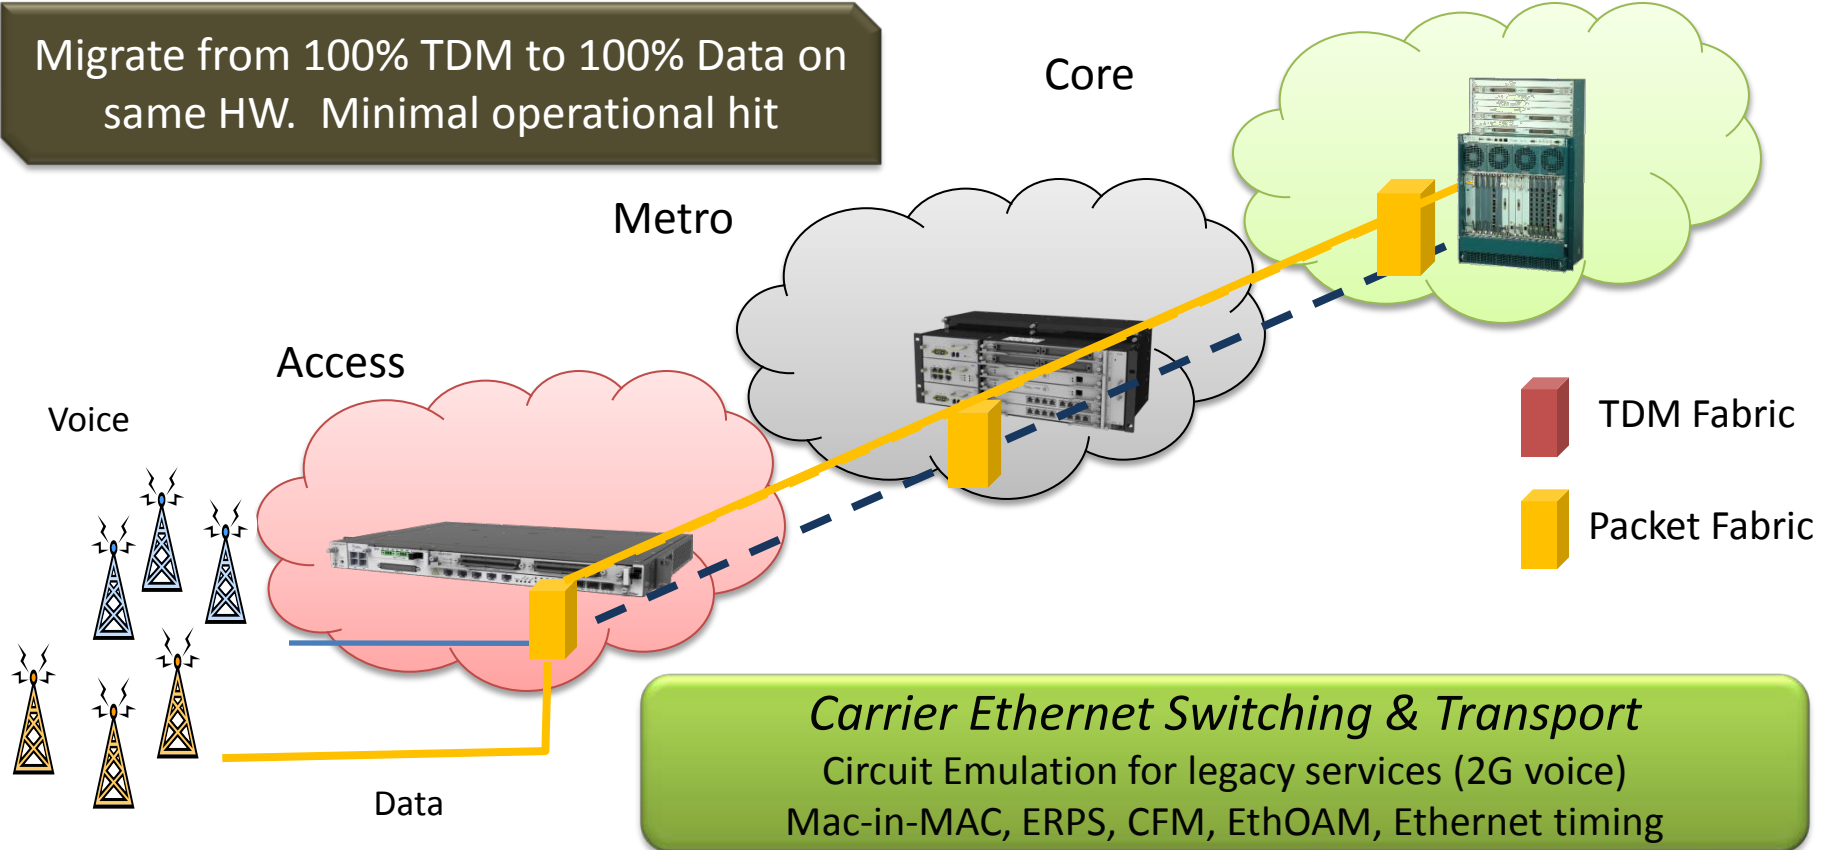 Migrate from 100% TDM to 100% Data on
same HW.  Minimal operational hit
Core
Metro
Access
Voice
TDM Fabric
Packet Fabric
Data
Carrier Ethernet Switching & Transport
Circuit Emulation for legacy services (2G voice)
Mac-in-MAC, ERPS, CFM, EthOAM, Ethernet timing